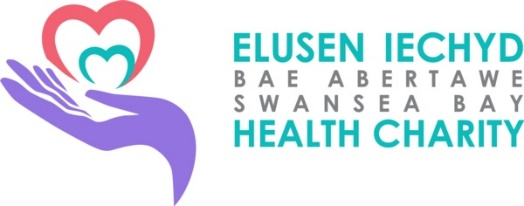 ELUSEN IECHYD
BAE ABERTAWE
SWANSEA BAY
HEALTH CHARITY